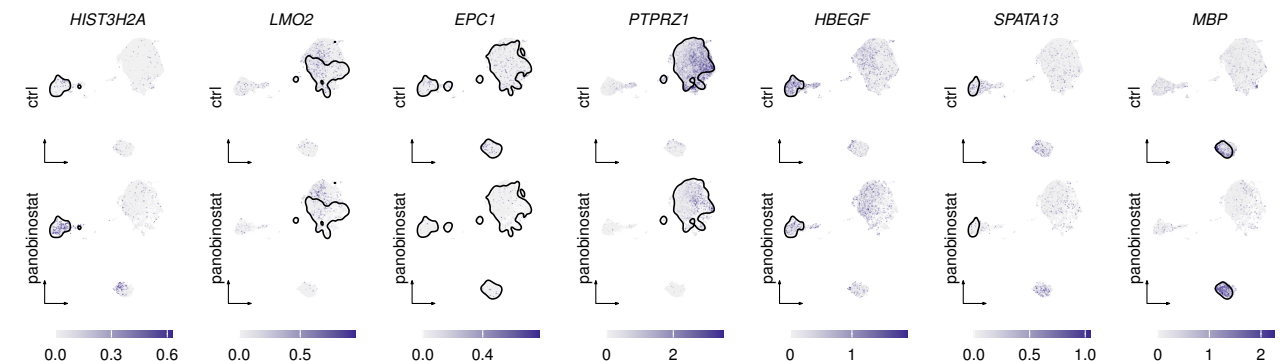 HIST3H2A LMO2 EPC1 PTPRZ1 HBEGF SPATA13 MBP
ctrl ctrl ctrl ctrl ctrl ctrl ctrl
panobinostat panobinostat panobinostat panobinostat panobinostat panobinostat panobinostat
0.0 0.3 0.6 0.0 0.5 0.0 0.4 0 2 0 1 0.0 0.5 1.0 0 1 2